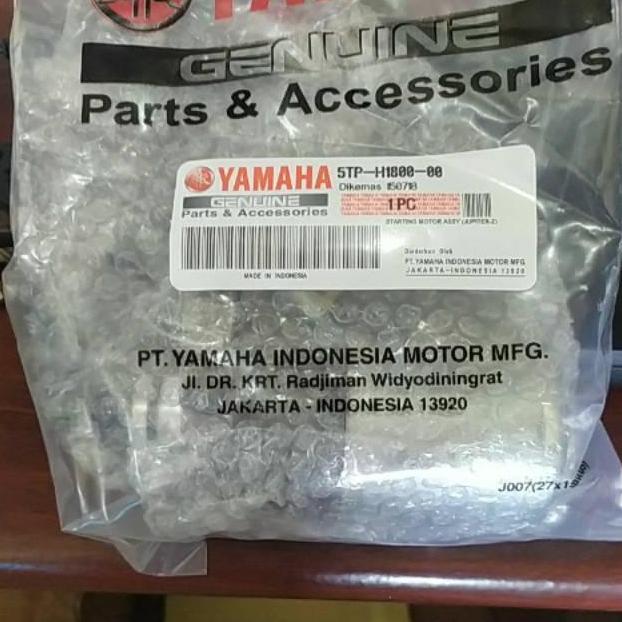 YAMAHA
GENUINE
Parts & Accessories
YAMAHA
GENUINE
Parts & Accessories
5TP-H1800-00
Dikemas 150718
1 PC
STARTING MOTOR ASSY (JUPITER-Z)
MADE IN INDONESIA
Diedarkan Oleh
PT.YAMAHA INDONESIA MOTOR MFG
JAKARTA-INDONESIA 13920
PT. YAMAHA INDONESIA MOTOR MFG.
Jl. DR. KRT. Radjiman Widyodiningrat
JAKARTA - INDONESIA 13920